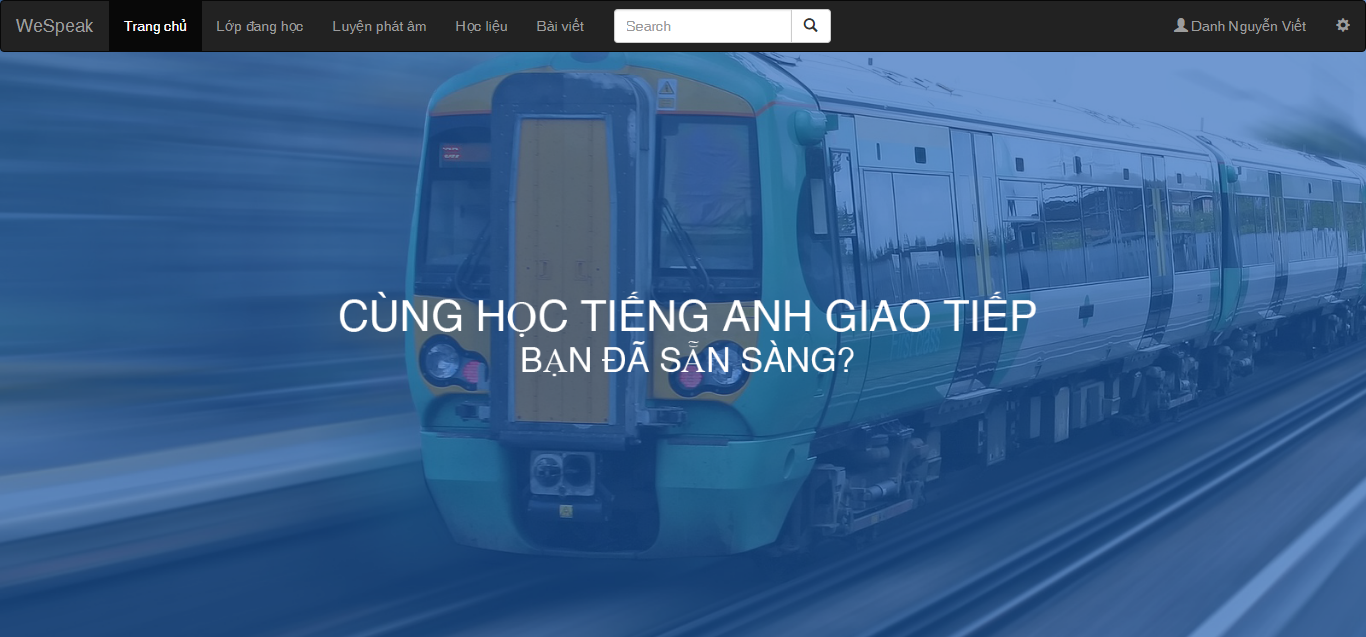 WeSpeak Trang chủ Lớp đang học Luyện phát âm Học liệu Bài viết Search Danh Nguyễn Viết
CÙNG HỌC TIẾNG ANH GIAO TIẾP
BẠN ĐÃ SẴN SÀNG?